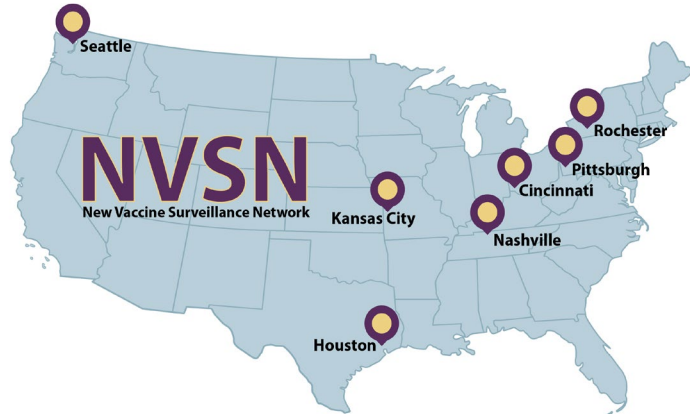 Seattle
NVSN
New Vaccine Surveillance Network
Rochester
Pittsburgh
Cincinnati
Kansas City
Nashville
Houston